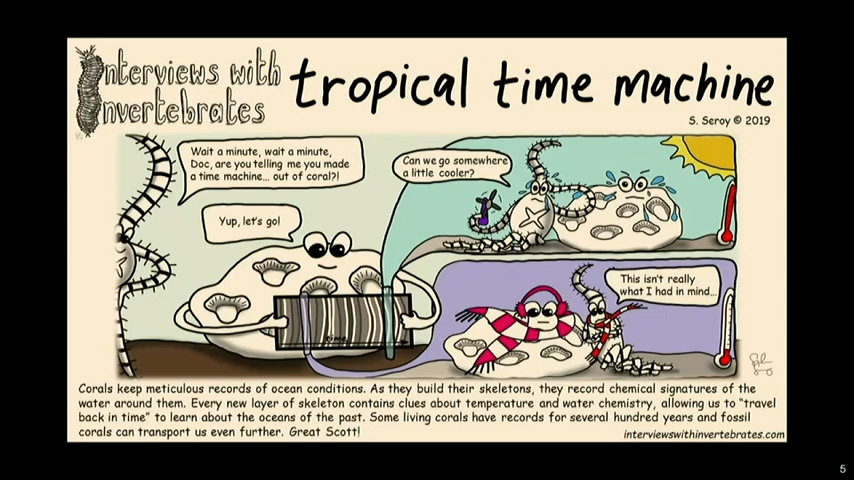 Interviews with
Invertebrates
tropical time machine
S. Seroy © 2019
Wait a minute, wait a minute,
Doc, are you telling me you made
a time machine... out of coral?!
Yup, let's go!
Can we go somewhere
a little cooler?
This isn't really
what I had in mind...
time
Corals keep meticulous records of ocean conditions. As they build their skeletons, they record chemical signatures of the
water around them. Every new layer of skeleton contains clues about temperature and water chemistry, allowing us to “travel
back in time” to learn about the oceans of the past. Some living corals have records for several hundred years and fossil
corals can transport us even further. Great Scott!
interviewswithinvertebrates.com
5